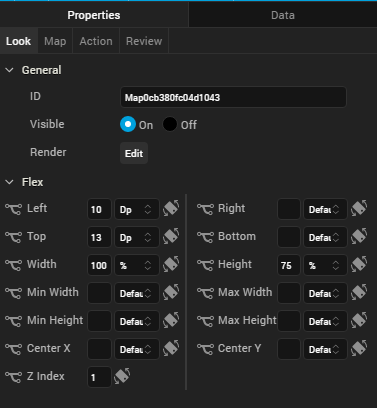 Properties Data
Look Map Action Review
General
ID Map0cb380fc04d1043
Visible On Off
Render Edit
Flex
Left 10 Dp Right Defau
Top 13 Dp Bottom Defau
Width 100 % Height 75 %
Min Width Defau Max Width Defau
Min Height Defau Max Height Defau
Center X Defau Center Y Defau
Z Index 1